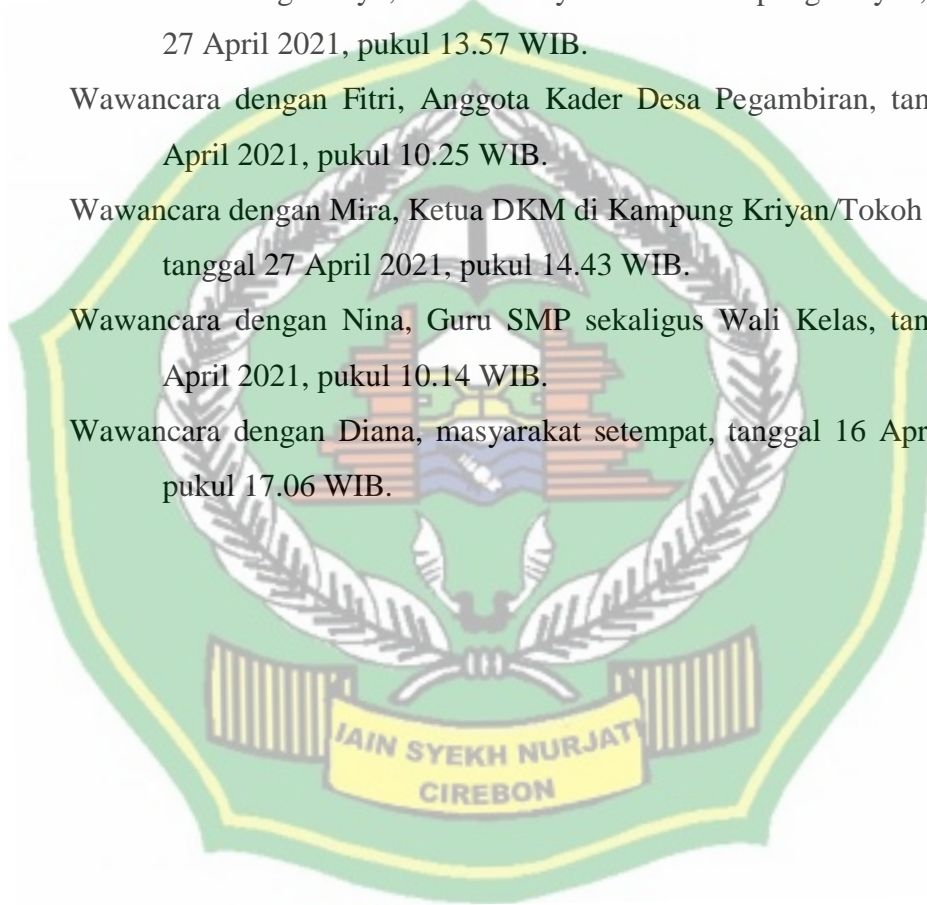 27 April 2021, pukul 13.57 WIB.
Wawancara dengan Fitri, Anggota Kader Desa Pegambiran,
April 2021, pukul 10.25 WIB.
Wawancara dengan Mira, Ketua DKM di Kampung Kriyan/Tokoh
tanggal 27 April 2021, pukul 14.43 WIB.
Wawancara dengan Nina, Guru SMP sekaligus Wali Kelas,
April 2021, pukul 10.14 WIB.
Wawancara dengan Diana, masyarakat setempat, tanggal 16
pukul 17.06 WIB.
IAIN SYEKH NURJATI
CIREBON